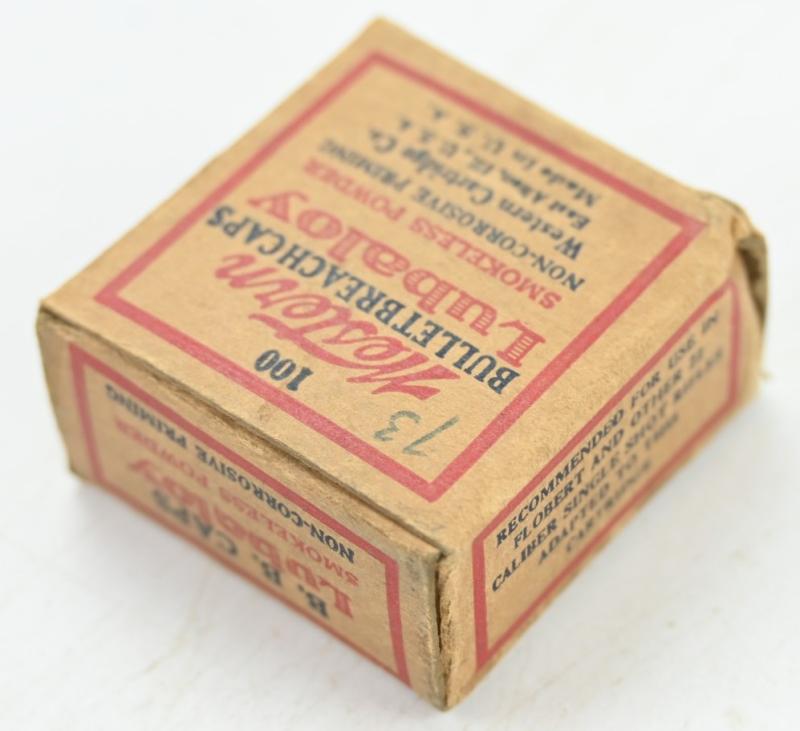 73
100
Western
BULLET BREACH CAPS
Lubaloy
SMOKELESS POWDER
NON-CORROSIVE PRIMING
Western Cartridge Co.
East Alton, Ill., U.S.A.
Made in U.S.A.
B. B. CAPS
Lubaloy
SMOKELESS POWDER
NON-CORROSIVE PRIMING
RECOMMENDED FOR USE IN
FLOBERT AND OTHER 22
CALIBER SINGLE SHOT RIFLES
ADAPTED TO THIS
CARTRIDGE